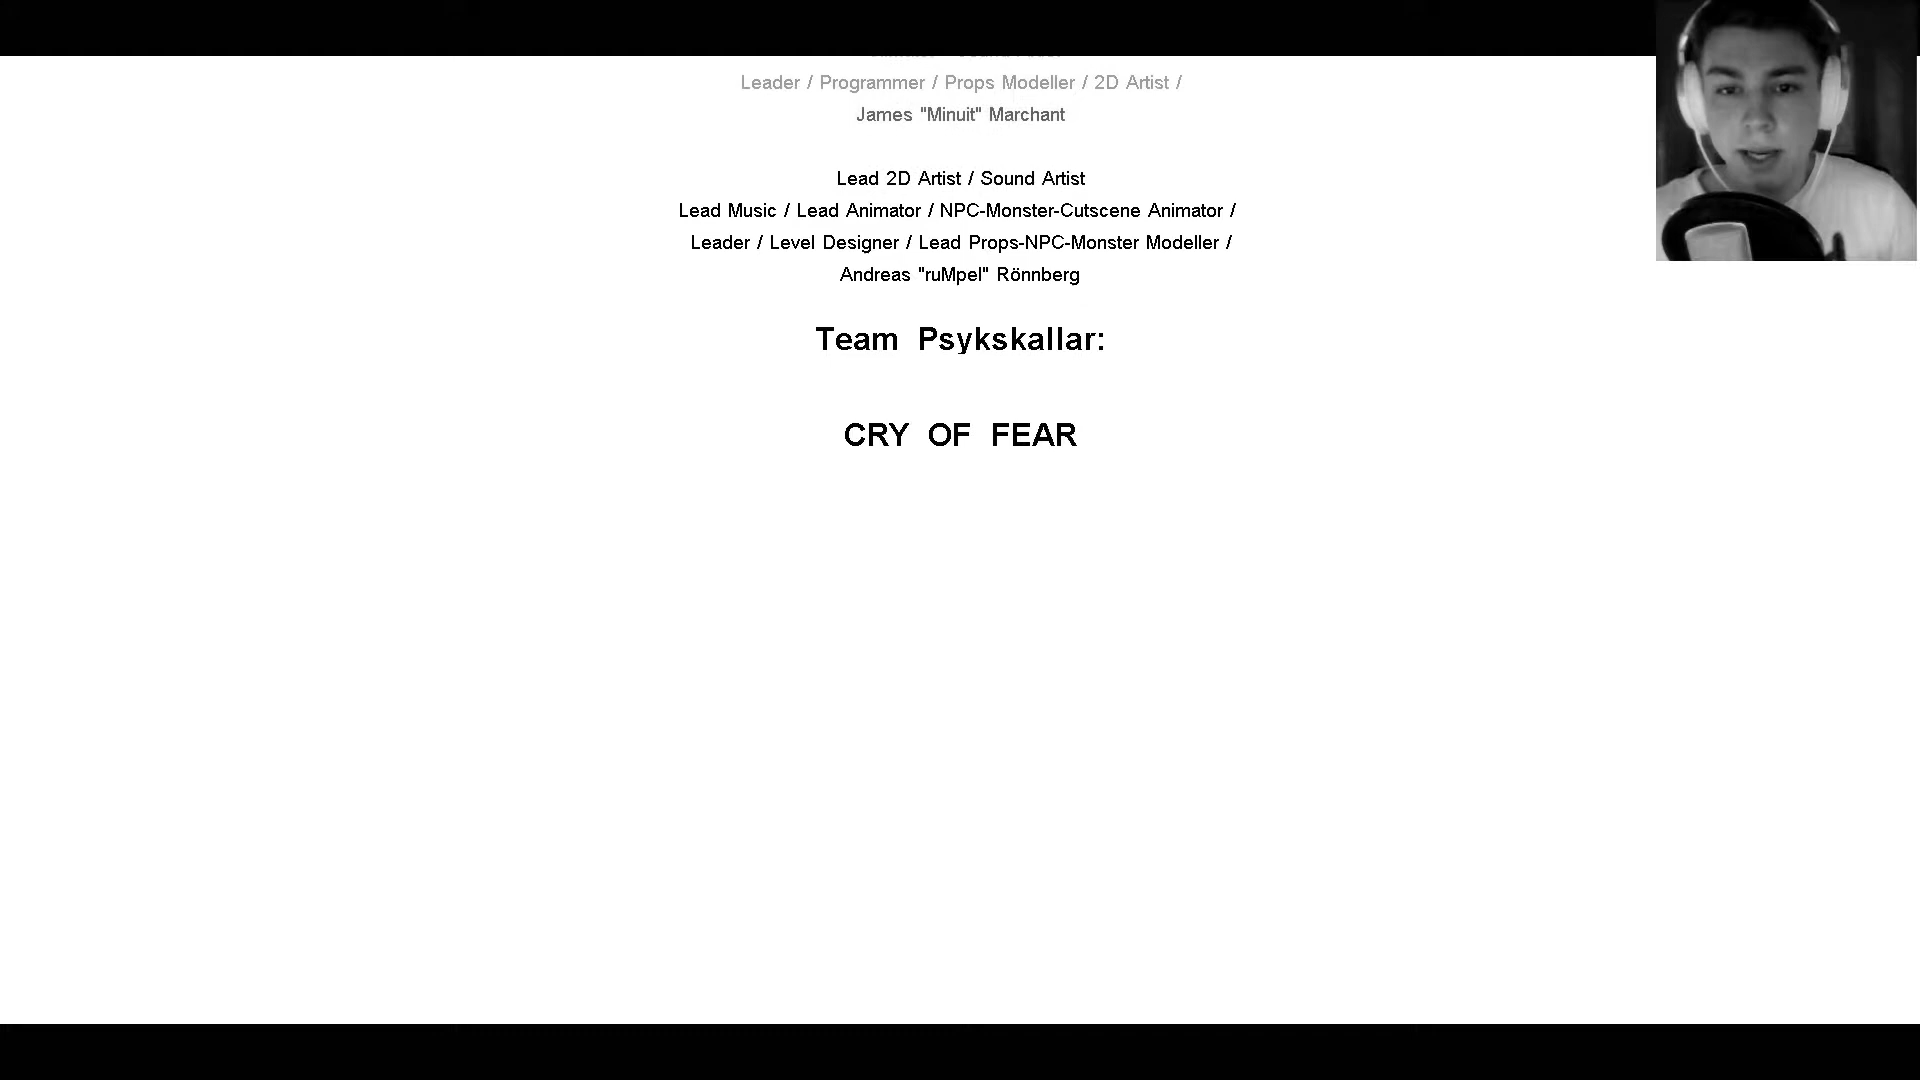 Leader / Programmer / Props Modeller / 2D Artist /
James "Minuit" Marchant
Lead 2D Artist / Sound Artist
Lead Music / Lead Animator / NPC-Monster-Cutscene Animator /
Leader / Level Designer / Lead Props-NPC-Monster Modeller /
Andreas "ruMpel" Rönnberg
Team Psykskallar:
CRY OF FEAR